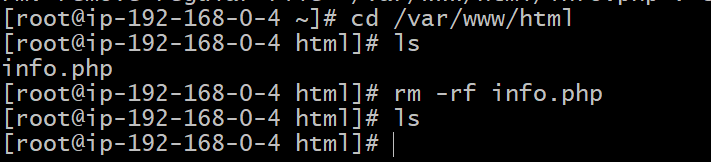 [root@ip-192-168-0-4 ~]# cd /var/www/html
[root@ip-192-168-0-4 html]# ls
info.php
[root@ip-192-168-0-4 html]# rm -rf info.php
[root@ip-192-168-0-4 html]# ls
[root@ip-192-168-0-4 html]#